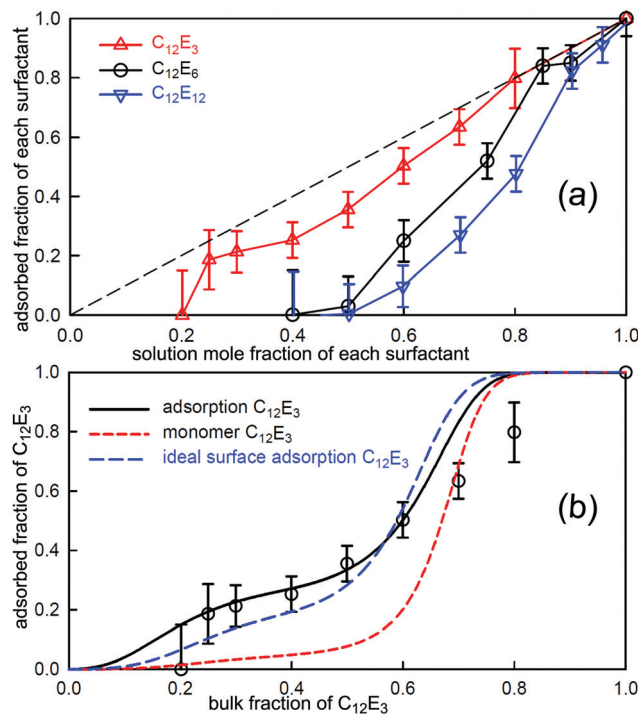 adsorbed fraction of each surfactant
1.0
0.8
0.6
0.4
0.2
0.0
C₁₂E₃
C₁₂E₆
C₁₂E₁₂
(a)
0.0 0.2 0.4 0.6 0.8 1.0
solution mole fraction of each surfactant
adsorbed fraction of C₁₂E₃
1.0
0.8
0.6
0.4
0.2
0.0
adsorption C₁₂E₃
monomer C₁₂E₃
ideal surface adsorption C₁₂E₃
(b)
0.0 0.2 0.4 0.6 0.8 1.0
bulk fraction of C₁₂E₃